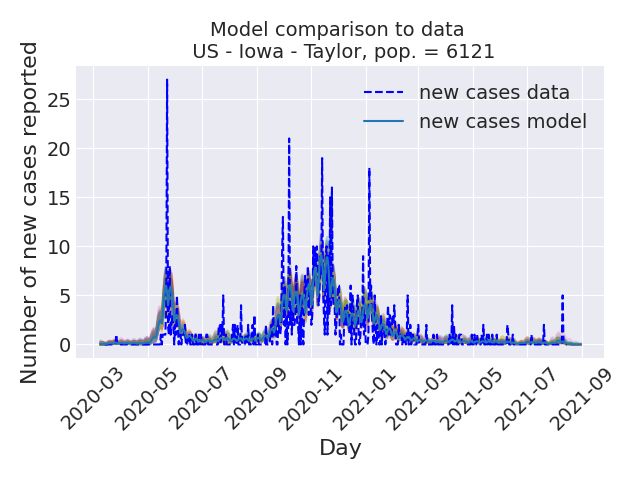 Model comparison to data
US - Iowa - Taylor, pop. = 6121
new cases data
new cases model
Number of new cases reported
25
20
15
10
5
0
2020-03
2020-05
2020-07
2020-09
2020-11
2021-01
2021-03
2021-05
2021-07
2021-09
Day